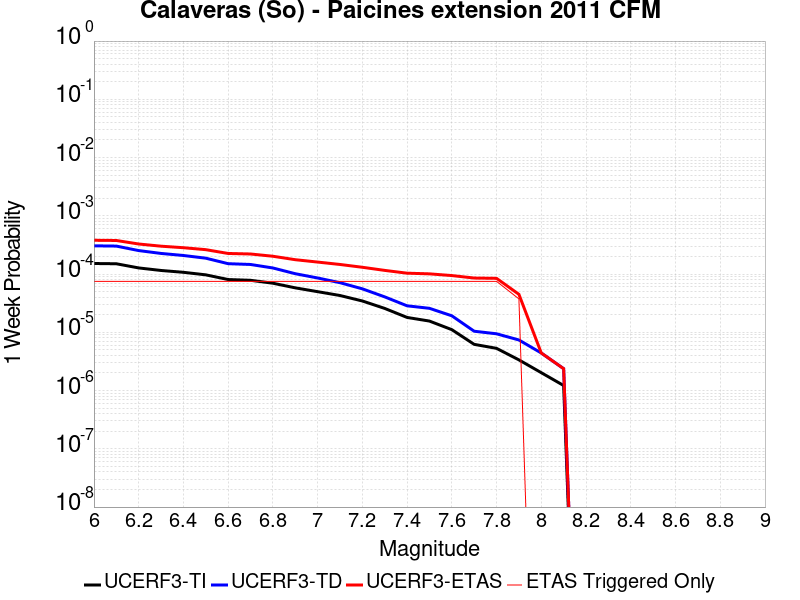 Calaveras (So) - Paicines extension 2011 CFM
10^0
10^-1
10^-2
10^-3
10^-4
10^-5
10^-6
10^-7
10^-8
1 Week Probability
6 6.2 6.4 6.6 6.8 7 7.2 7.4 7.6 7.8 8 8.2 8.4 8.6 8.8 9
Magnitude
UCERF3-TI UCERF3-TD UCERF3-ETAS ETAS Triggered Only